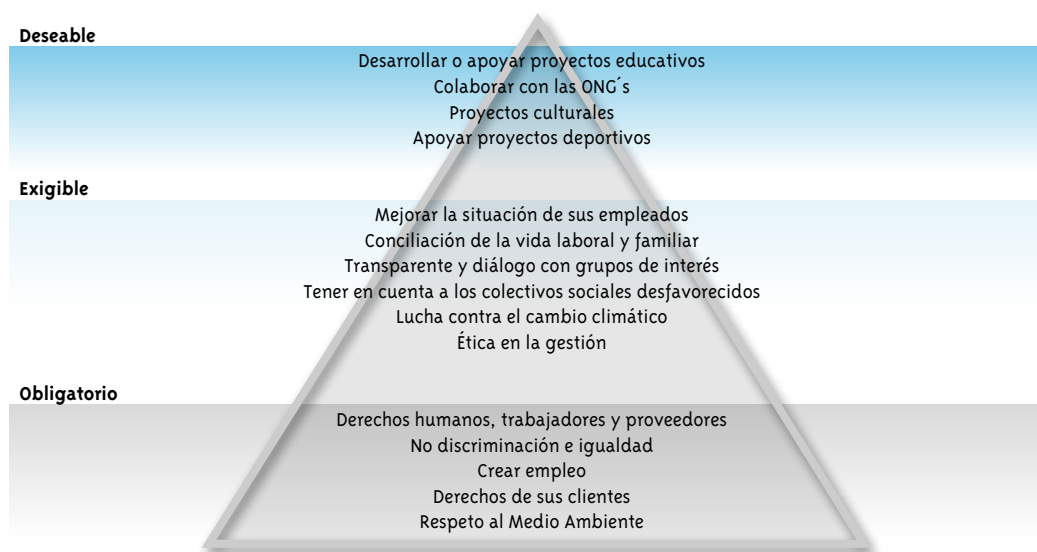 Deseable
Desarrollar o apoyar proyectos educativos
Colaborar con las ONG´s
Proyectos culturales
Apoyar proyectos deportivos
Exigible
Mejorar la situación de sus empleados
Conciliación de la vida laboral y familiar
Transparente y diálogo con grupos de interés
Tener en cuenta a los colectivos sociales desfavorecidos
Lucha contra el cambio climático
Ética en la gestión
Obligatorio
Derechos humanos, trabajadores y proveedores
No discriminación e igualdad
Crear empleo
Derechos de sus clientes
Respeto al Medio Ambiente